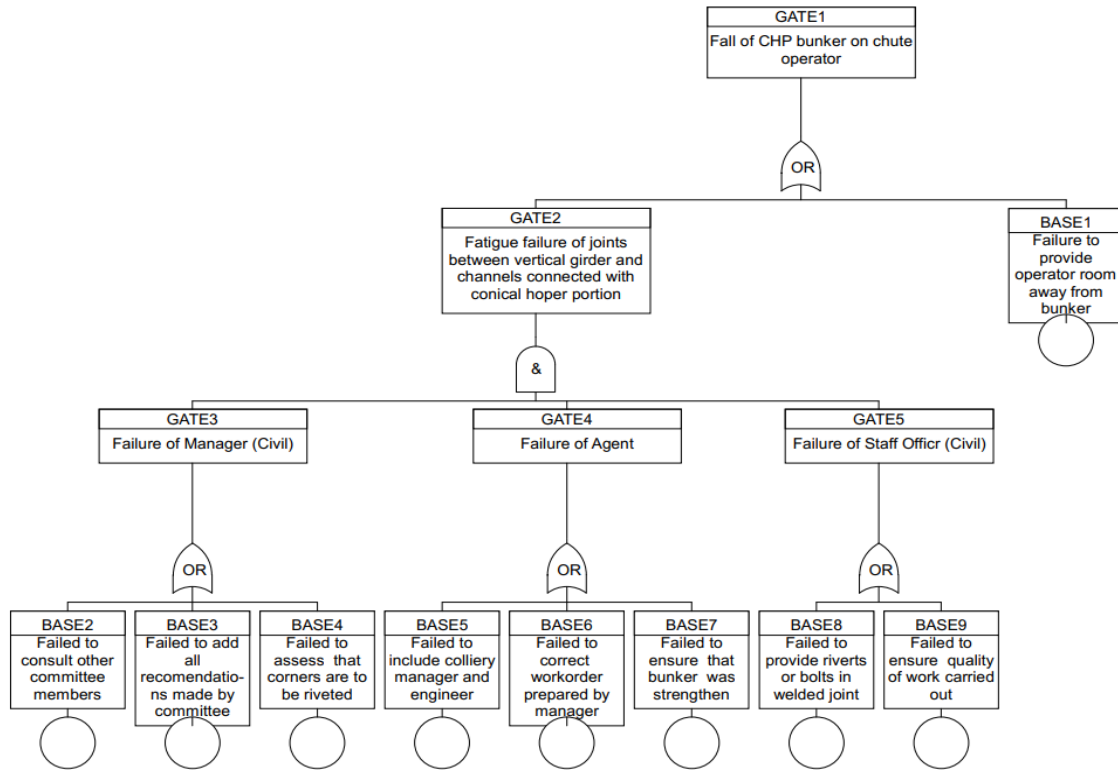 GATE1
Fall of CHP bunker on chute
operator
OR
GATE2
Fatigue failure of joints
between vertical girder and
channels connected with
conical hoper portion
BASE1
Failure to
provide
operator room
away from
bunker
&
GATE3
Failure of Manager (Civil)
GATE4
Failure of Agent
GATE5
Failure of Staff Officr (Civil)
OR
OR
OR
BASE2
Failed to
consult other
committee
members
BASE3
Failed to add
all
recomendatio-
ns made by
committee
BASE4
Failed to
assess that
corners are to
be riveted
BASE5
Failed to
include colliery
manager and
engineer
BASE6
Failed to
correct
workorder
prepared by
manager
BASE7
Failed to
ensure that
bunker was
strengthen
BASE8
Failed to
provide riverts
or bolts in
welded joint
BASE9
Failed to
ensure quality
of work carried
out